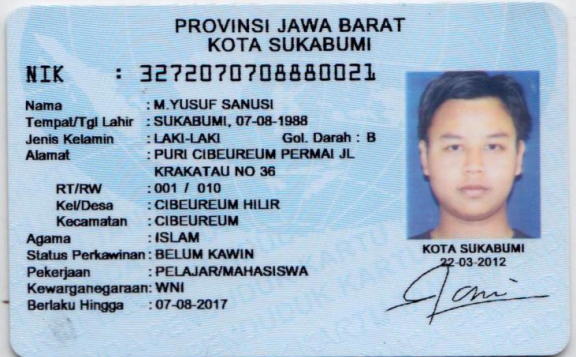 PROVINSI JAWA BARAT
KOTA SUKABUMI
NIK : 3272070708880021
Nama : M.YUSUF SANUSI
Tempat/Tgl Lahir : SUKABUMI, 07-08-1988
Jenis Kelamin : LAKI-LAKI Gol. Darah : B
Alamat : PURI CIBEUREUM PERMAI JL
KRAKATAU NO 36
RT/RW : 001 / 010
Kel/Desa : CIBEUREUM HILIR
Kecamatan : CIBEUREUM
Agama : ISLAM
Status Perkawinan : BELUM KAWIN
Pekerjaan : PELAJAR/MAHASISWA
Kewarganegaraan : WNI
Berlaku Hingga : 07-08-2017
KOTA SUKABUMI
22-03-2012